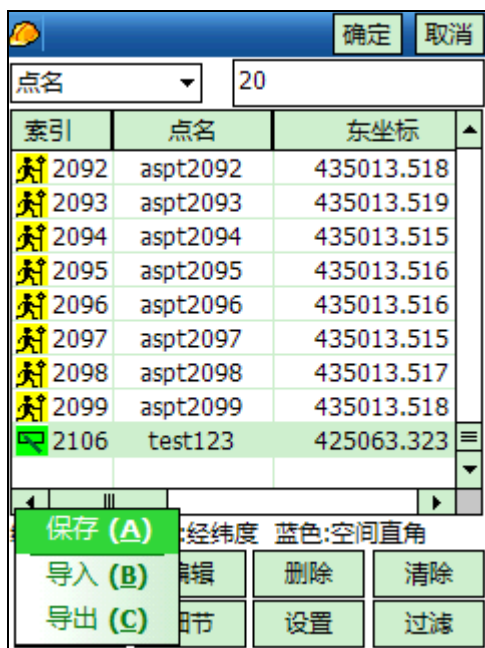 确定 取消
点名 20
索引 点名 东坐标
2092 aspt2092 435013.518
2093 aspt2093 435013.519
2094 aspt2094 435013.515
2095 aspt2095 435013.516
2096 aspt2096 435013.516
2097 aspt2097 435013.515
2098 aspt2098 435013.517
2099 aspt2099 435013.518
2106 test123 425063.323
:经纬度 蓝色:空间直角
保存 (A)
导入 (B) 编辑 删除 清除
导出 (C) 细节 设置 过滤